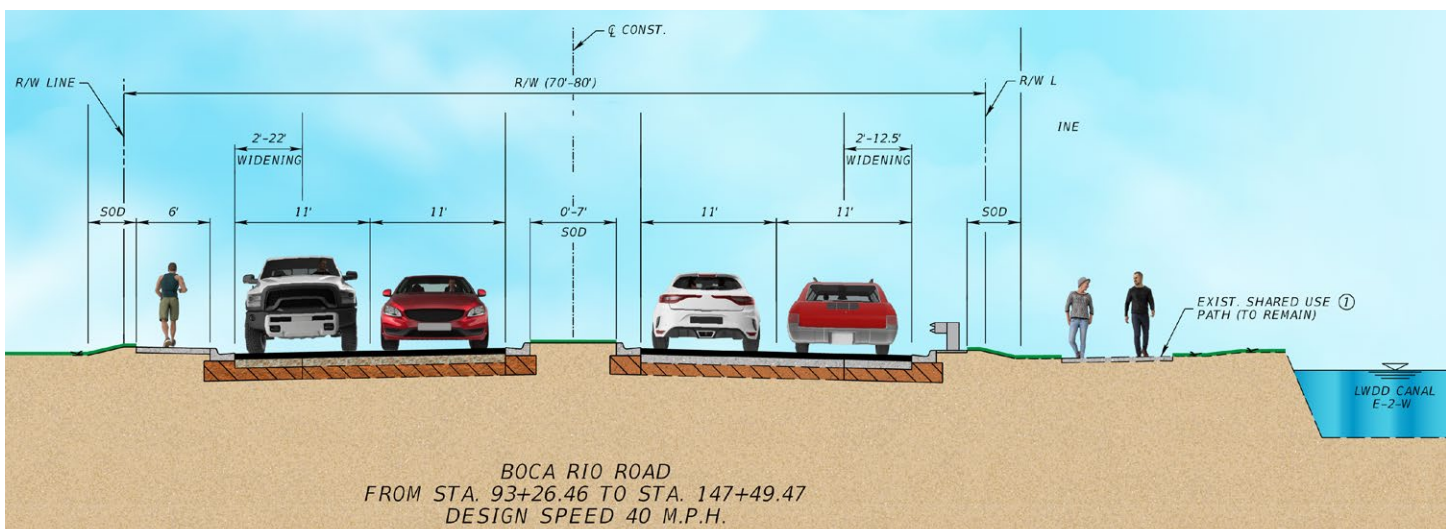 ℄ CONST.
R/W LINE
R/W (70'-80')
R/W L
INE
2'-22'
WIDENING
2'-12.5'
WIDENING
SOD
6'
11'
11'
0'-7'
SOD
11'
11'
SOD
EXIST. SHARED USE ①
PATH (TO REMAIN)
LWDD CANAL
E-2-W
BOCA RIO ROAD
FROM STA. 93+26.46 TO STA. 147+49.47
DESIGN SPEED 40 M.P.H.